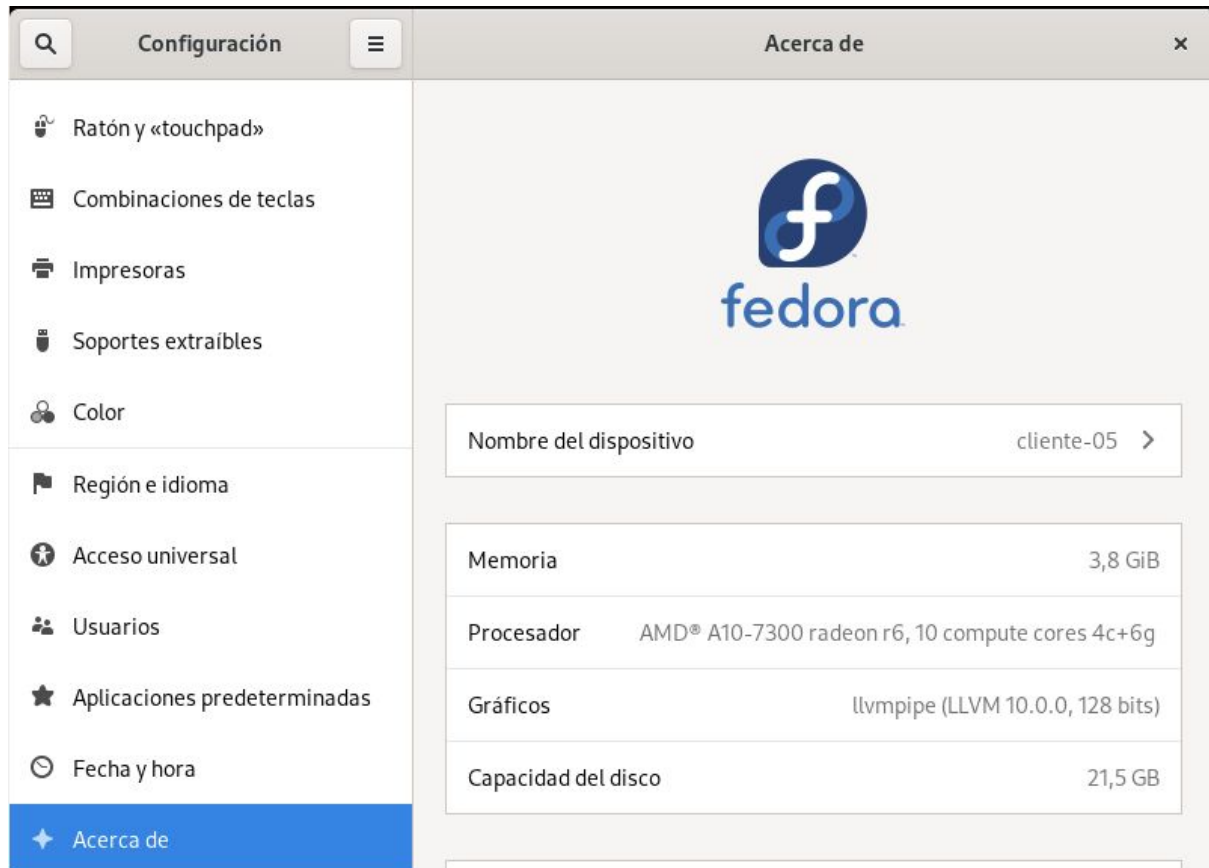 Configuración
Acerca de
Ratón y «touchpad»
Combinaciones de teclas
Impresoras
Soportes extraíbles
Color
Región e idioma
Acceso universal
Usuarios
Aplicaciones predeterminadas
Fecha y hora
Acerca de
fedora
Nombre del dispositivo cliente-05
Memoria 3,8 GiB
Procesador AMD® A10-7300 radeon r6, 10 compute cores 4c+6g
Gráficos llvmpipe (LLVM 10.0.0, 128 bits)
Capacidad del disco 21,5 GB